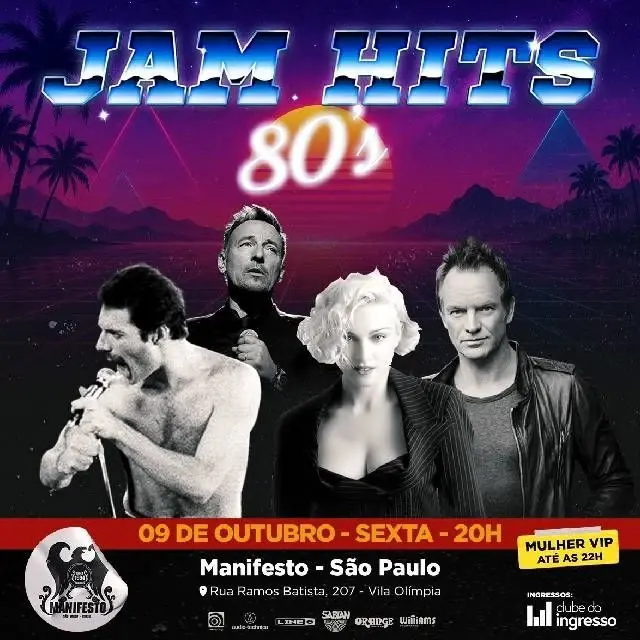 JAM HITS
80's
09 DE OUTUBRO - SEXTA - 20H
MULHER VIP
ATÉ AS 22H
Manifesto - São Paulo
Rua Ramos Batista, 207 - Vila Olímpia
MANIFESTO
INGRESSOS:
clube do
ingresso
audio-technica
LINE 6
SABIAN
ORANGE
Williams